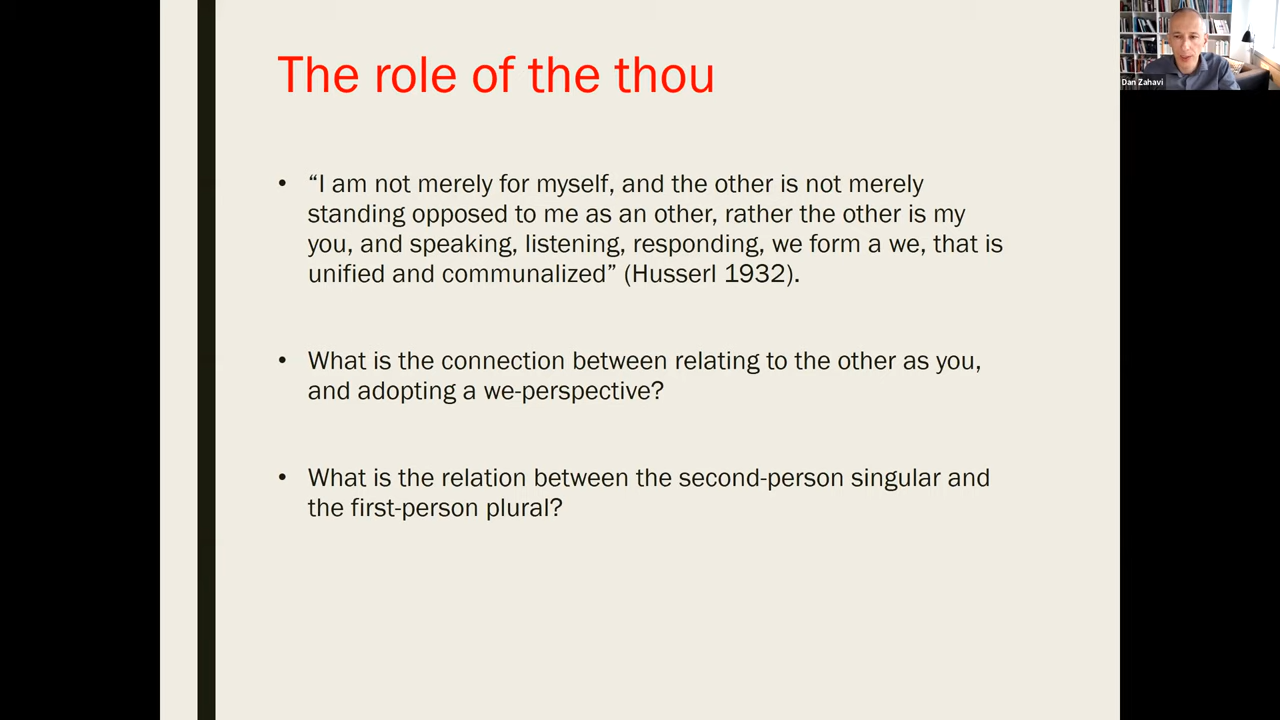 The role of the thou
Dan Zahavi
• “I am not merely for myself, and the other is not merely
standing opposed to me as an other, rather the other is my
you, and speaking, listening, responding, we form a we, that is
unified and communalized” (Husserl 1932).
• What is the connection between relating to the other as you,
and adopting a we-perspective?
• What is the relation between the second-person singular and
the first-person plural?